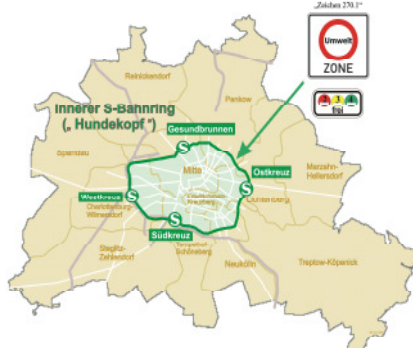 „Zeichen 270.1“
Umwelt
ZONE
frei
Reinickendorf
Pankow
Innerer S-Bahnring
(„ Hundekopf “)
Gesundbrunnen
S
Spandau
Mitte
Ostkreuz
S
Marzahn-
Hellersdorf
Lichtenberg
Westkreuz
S
Charlottenburg-
Wilmersdorf
Kreuzberg
S
Südkreuz
Tempelhof-
Schöneberg
Steglitz-
Zehlendorf
Neukölln
Treptow-Köpenick